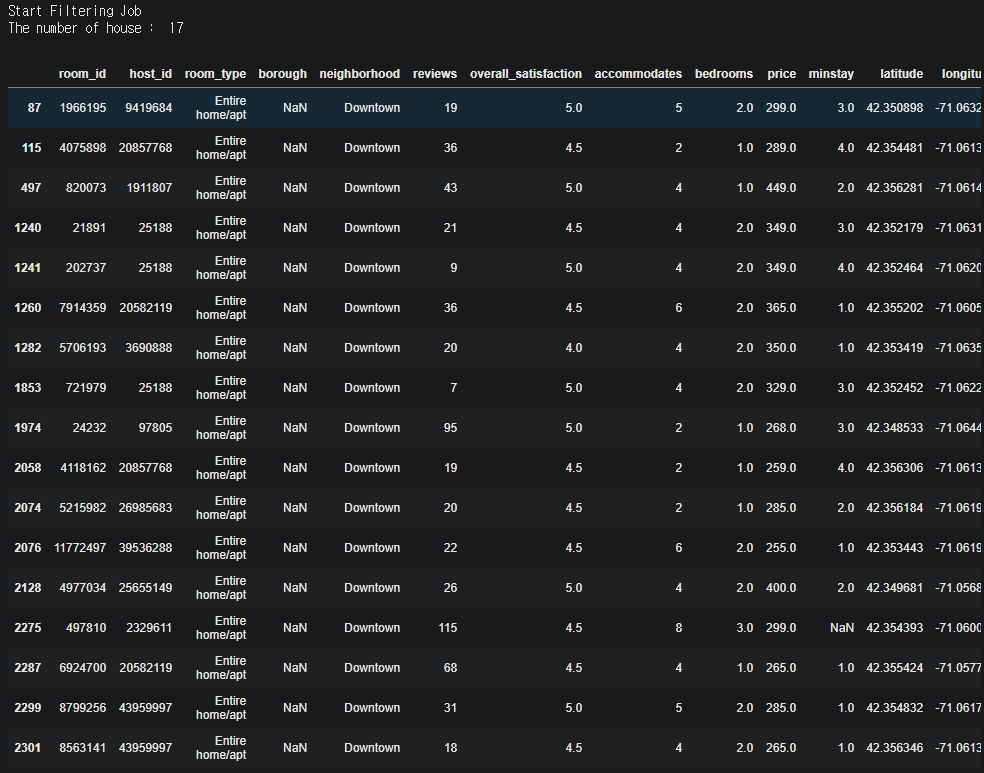 Start Filtering Job
The number of house :  17
room_id host_id room_type borough neighborhood reviews overall_satisfaction accommodates bedrooms price minstay latitude longitu
87 1966195 9419684 Entire home/apt NaN Downtown 19 5.0 5 2.0 299.0 3.0 42.350898 -71.0632
115 4075898 20857768 Entire home/apt NaN Downtown 36 4.5 2 1.0 289.0 4.0 42.354481 -71.0613
497 820073 1911807 Entire home/apt NaN Downtown 43 5.0 4 1.0 449.0 2.0 42.356281 -71.0614
1240 21891 25188 Entire home/apt NaN Downtown 21 4.5 4 2.0 349.0 3.0 42.352179 -71.0631
1241 202737 25188 Entire home/apt NaN Downtown 9 5.0 4 2.0 349.0 4.0 42.352464 -71.0620
1260 7914359 20582119 Entire home/apt NaN Downtown 36 4.5 6 2.0 365.0 1.0 42.355202 -71.0605
1282 5706193 3690888 Entire home/apt NaN Downtown 20 4.0 4 2.0 350.0 1.0 42.353419 -71.0635
1853 721979 25188 Entire home/apt NaN Downtown 7 5.0 4 2.0 329.0 3.0 42.352452 -71.0622
1974 24232 97805 Entire home/apt NaN Downtown 95 5.0 2 1.0 268.0 3.0 42.348533 -71.0644
2058 4118162 20857768 Entire home/apt NaN Downtown 19 4.5 2 1.0 259.0 4.0 42.356306 -71.0613
2074 5215982 26985683 Entire home/apt NaN Downtown 20 4.5 2 1.0 285.0 2.0 42.356184 -71.0619
2076 11772497 39536288 Entire home/apt NaN Downtown 22 4.5 6 2.0 255.0 1.0 42.353443 -71.0619
2128 4977034 25655149 Entire home/apt NaN Downtown 26 5.0 4 2.0 400.0 2.0 42.349681 -71.0568
2275 497810 2329611 Entire home/apt NaN Downtown 115 4.5 8 3.0 299.0 NaN 42.354393 -71.0600
2287 6924700 20582119 Entire home/apt NaN Downtown 68 4.5 4 1.0 265.0 1.0 42.355424 -71.0577
2299 8799256 43959997 Entire home/apt NaN Downtown 31 5.0 5 2.0 285.0 1.0 42.354832 -71.0617
2301 8563141 43959997 Entire home/apt NaN Downtown 18 4.5 4 2.0 265.0 1.0 42.356346 -71.0613